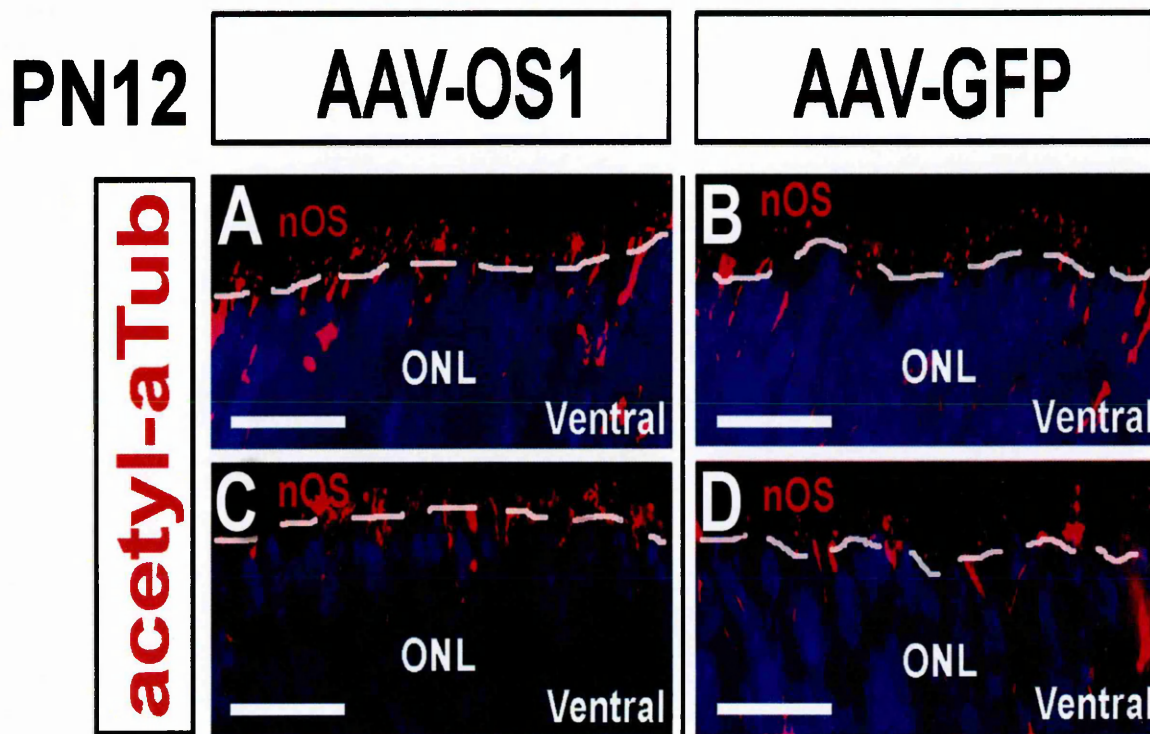 PN12
AAV-OS1
AAV-GFP
acetyl-aTub
A
nOS
ONL
Ventral
B
nOS
ONL
Ventral
C
nOS
ONL
Ventral
D
nOS
ONL
Ventral